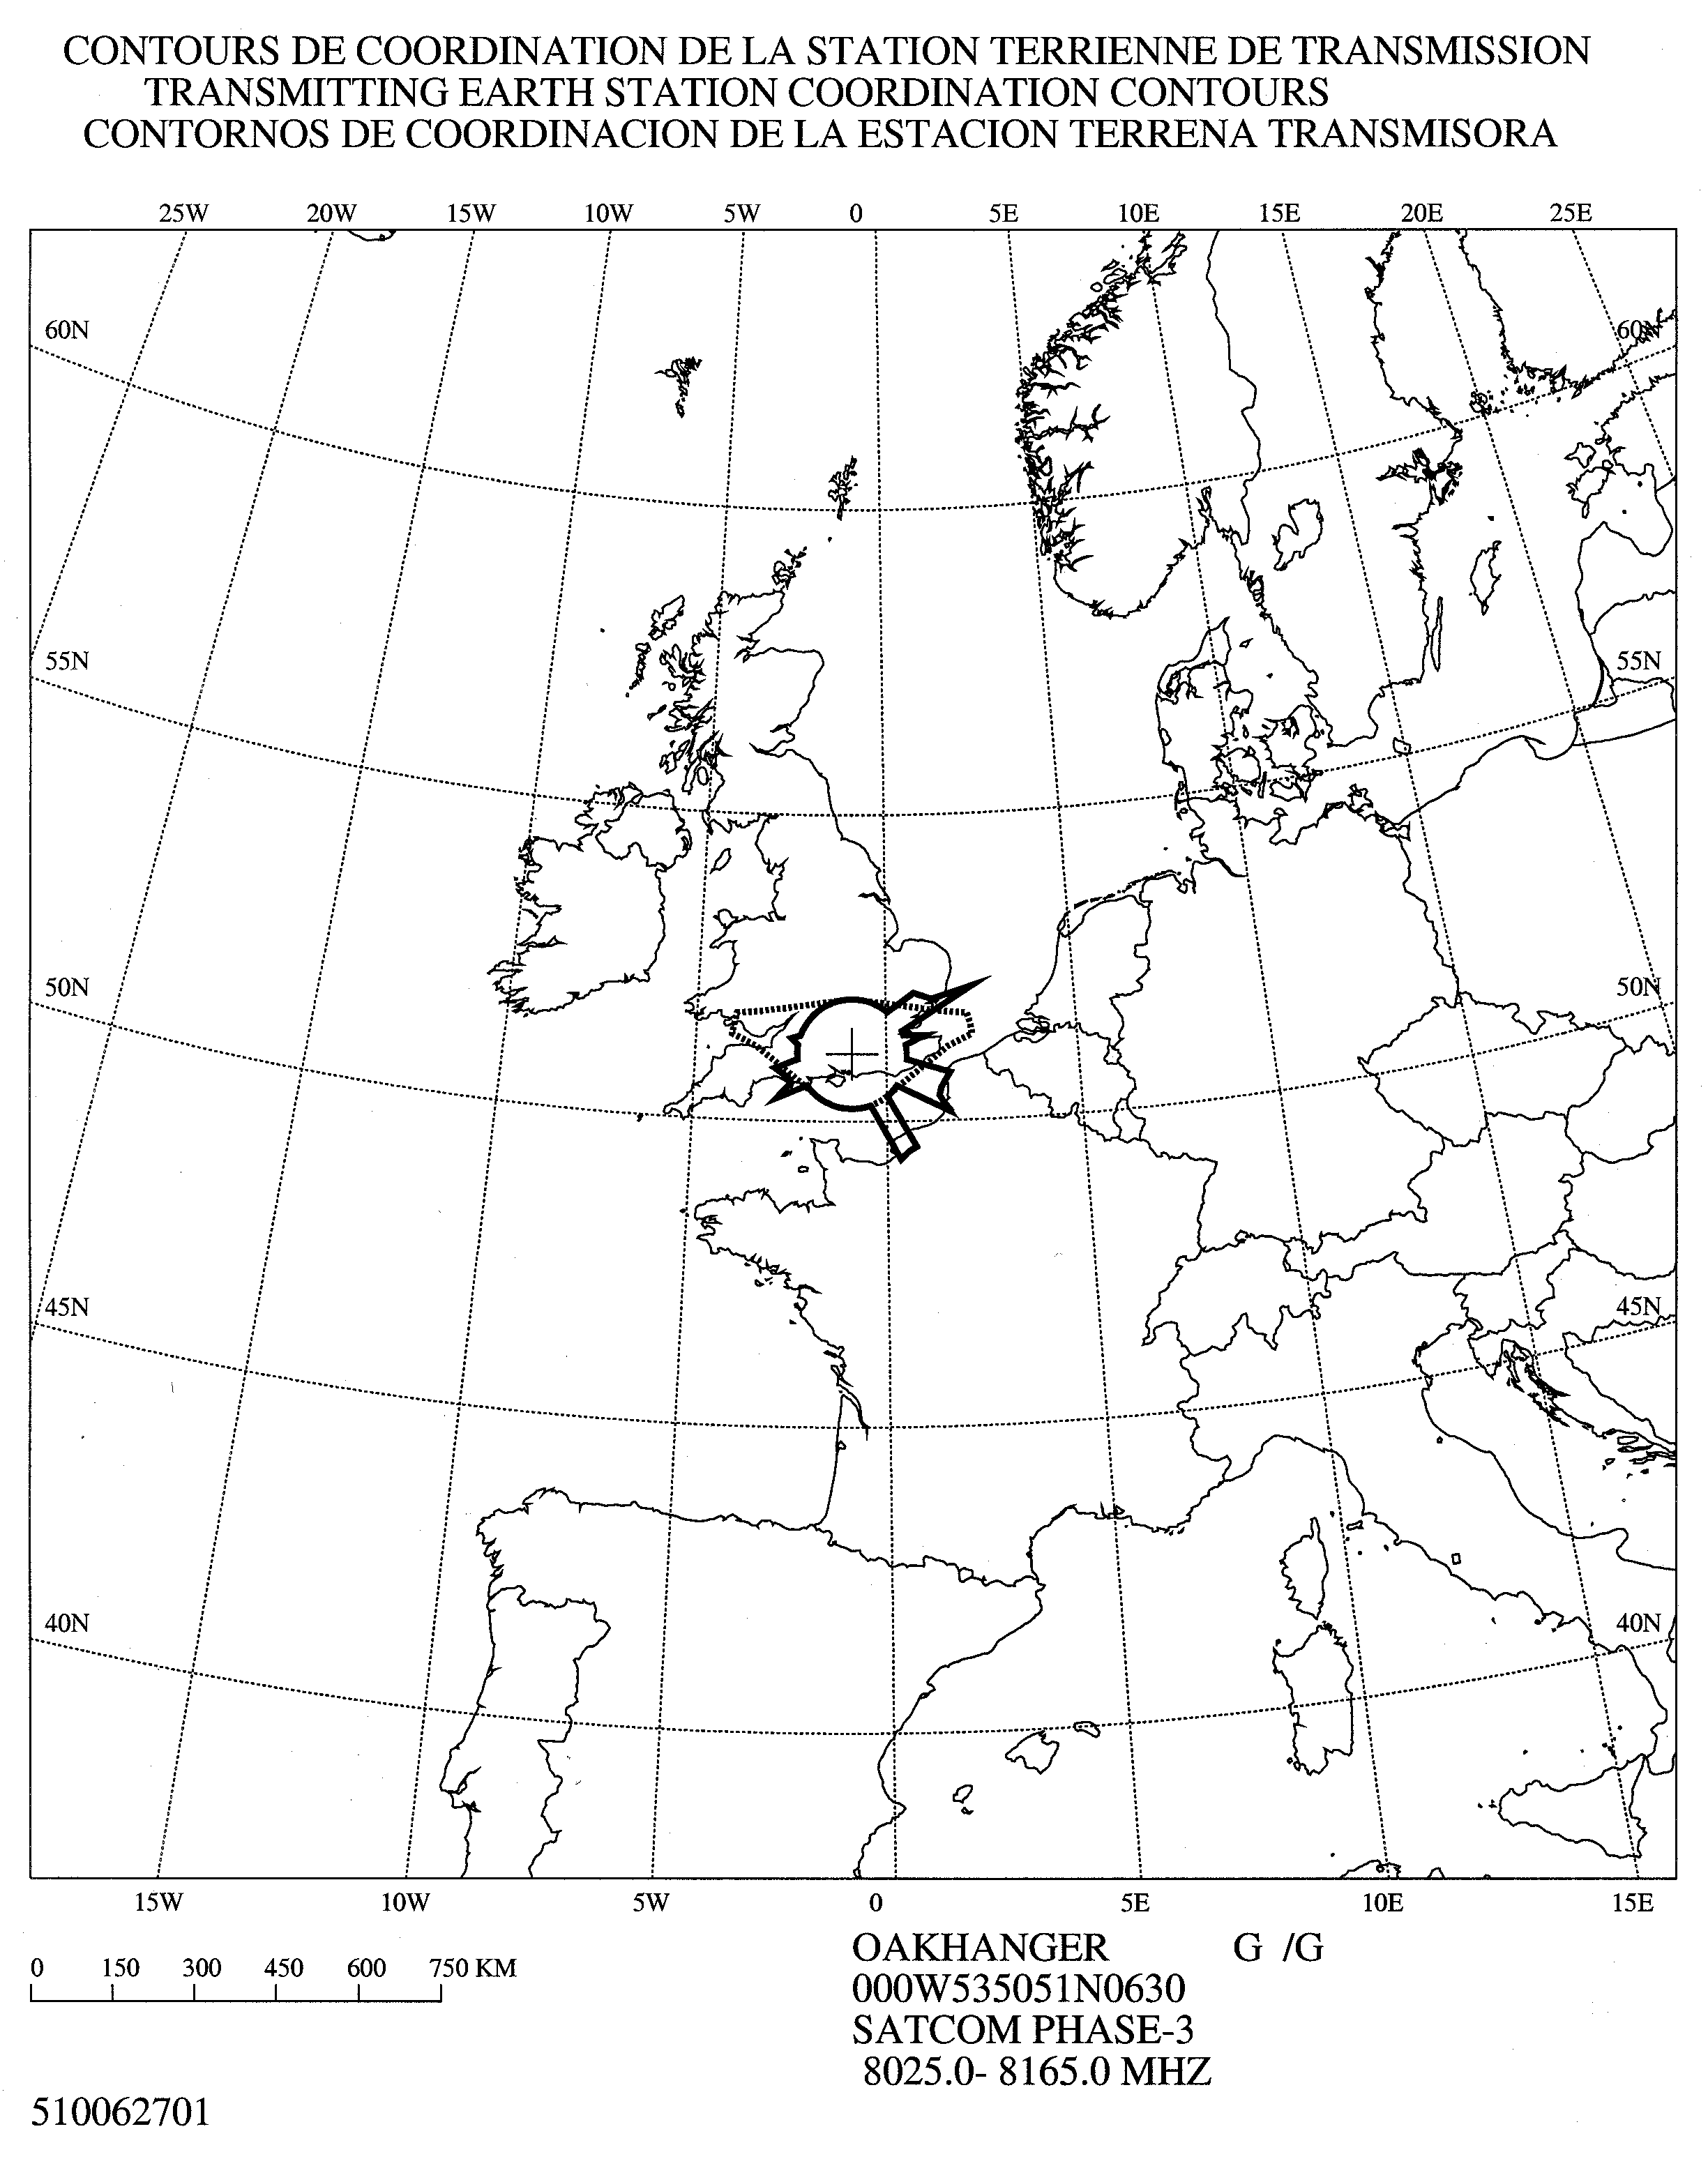 CONTOURS DE COORDINATION DE LA STATION TERRIENNE DE TRANSMISSION
TRANSMITTING EARTH STATION COORDINATION CONTOURS
CONTORNOS DE COORDINACION DE LA ESTACION TERRENA TRANSMISORA
25W 20W 15W 10W 5W 0 5E 10E 15E 20E 25E
60N 60N
55N 55N
50N 50N
45N 45N
40N 40N
15W 10W 5W 0 5E 10E 15E
0 150 300 450 600 750 KM
OAKHANGER G /G
000W535051N0630
SATCOM PHASE-3
8025.0- 8165.0 MHZ
510062701